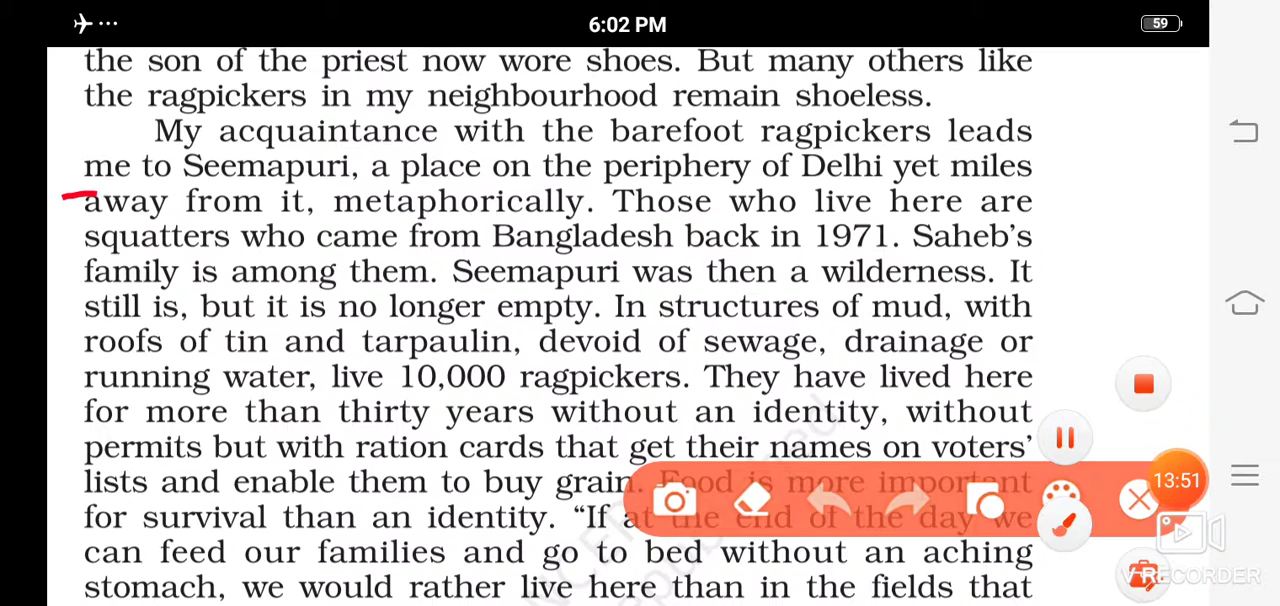 6:02 PM
59
the son of the priest now wore shoes. But many others like
the ragpickers in my neighbourhood remain shoeless.
My acquaintance with the barefoot ragpickers leads
me to Seemapuri, a place on the periphery of Delhi yet miles
away from it, metaphorically. Those who live here are
squatters who came from Bangladesh back in 1971. Saheb's
family is among them. Seemapuri was then a wilderness. It
still is, but it is no longer empty. In structures of mud, with
roofs of tin and tarpaulin, devoid of sewage, drainage or
running water, live 10,000 ragpickers. They have lived here
for more than thirty years without an identity, without
permits but with ration cards that get their names on voters'
lists and enable them to buy grain. Food is more important
for survival than an identity. “If at the end of the day we
can feed our families and go to bed without an aching
stomach, we would rather live here than in the fields that
13:51
V RECORDER